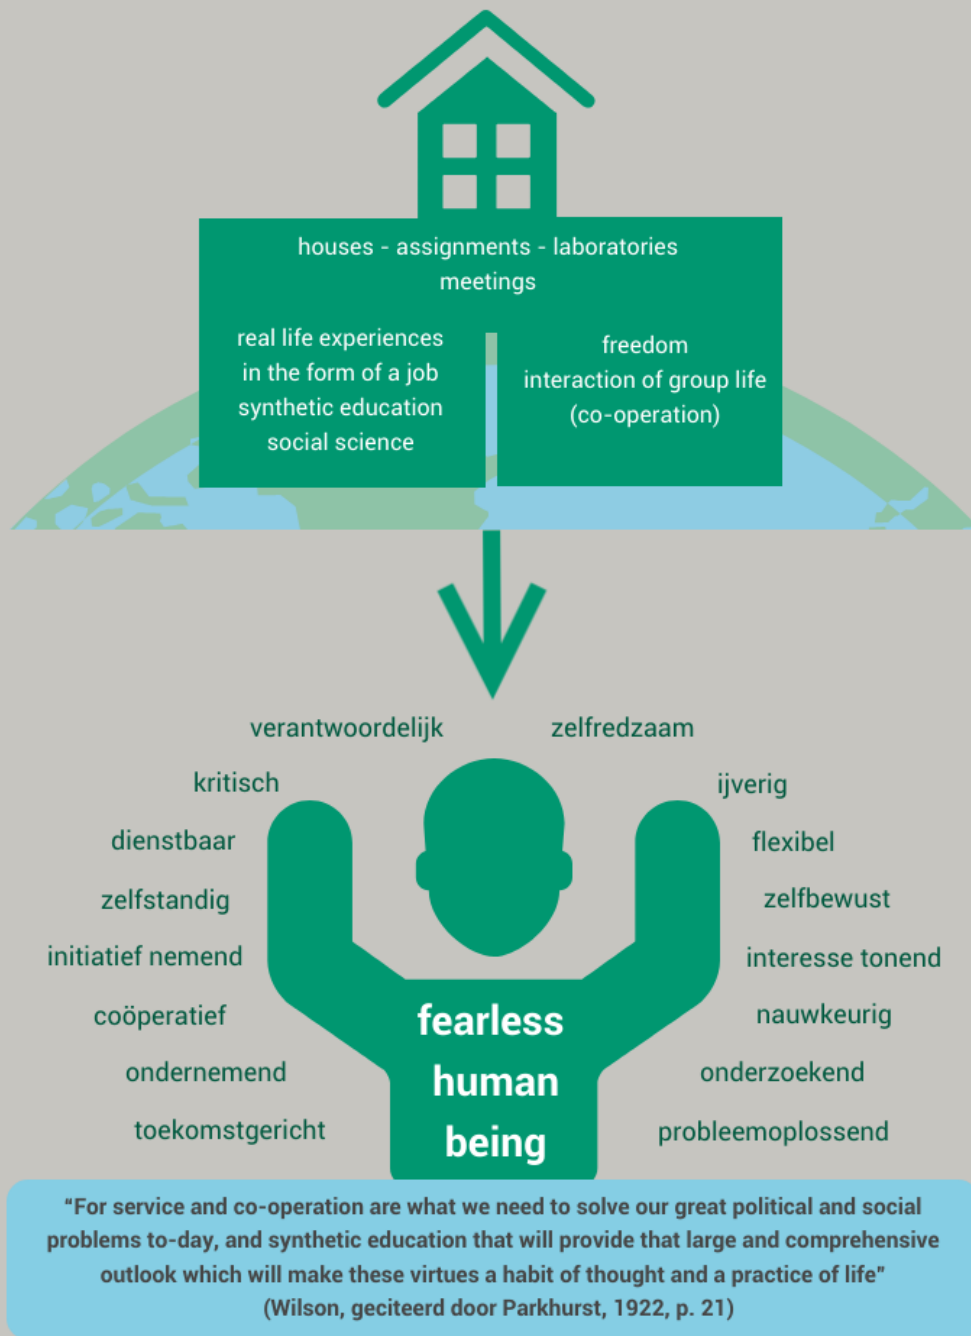 houses - assignments - laboratories
meetings
real life experiences
in the form of a job
synthetic education
social science
freedom
interaction of group life
(co-operation)
verantwoordelijk
zelfredzaam
kritisch
ijverig
dienstbaar
flexibel
zelfstandig
zelfbewust
initiatief nemend
interesse tonend
coöperatief
nauwkeurig
ondernemend
onderzoekend
toekomstgericht
probleemoplossend
fearless
human
being
“For service and co-operation are what we need to solve our great political and social
problems to-day, and synthetic education that will provide that large and comprehensive
outlook which will make these virtues a habit of thought and a practice of life”
(Wilson, geciteerd door Parkhurst, 1922, p. 21)